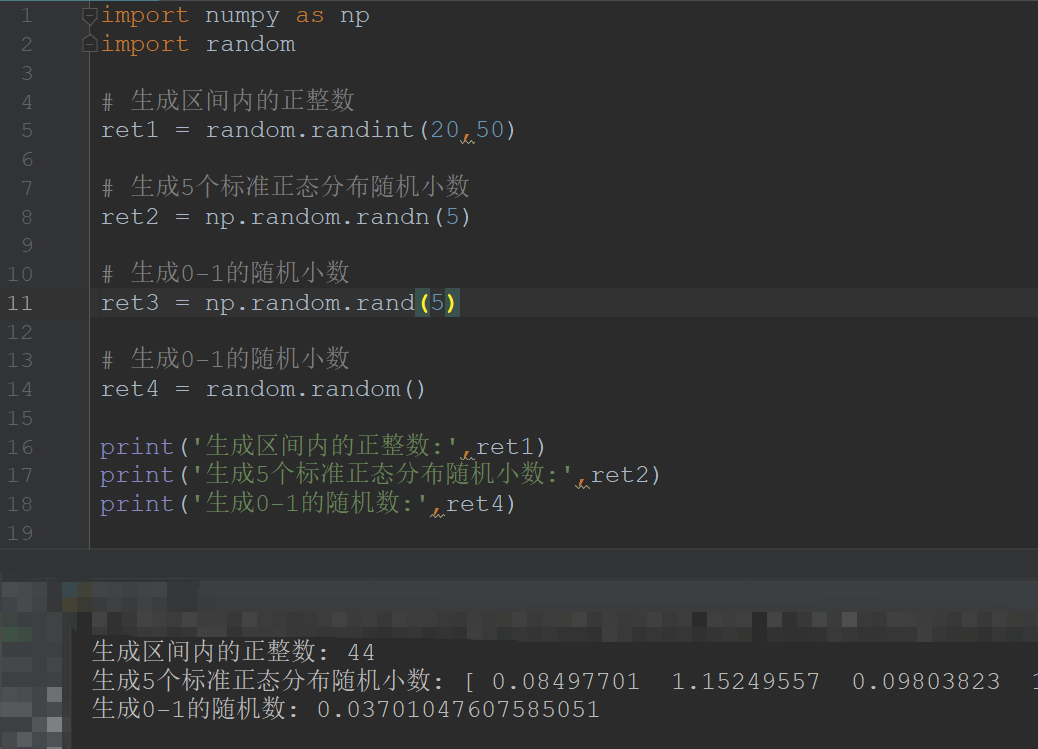 1 import numpy as np
2 import random
3
4 # 生成区间内的正整数
5 ret1 = random.randint(20,50)
6
7 # 生成5个标准正态分布随机小数
8 ret2 = np.random.randn(5)
9
10 # 生成0-1的随机小数
11 ret3 = np.random.rand(5)
12
13 # 生成0-1的随机小数
14 ret4 = random.random()
15
16 print('生成区间内的正整数:',ret1)
17 print('生成5个标准正态分布随机小数:',ret2)
18 print('生成0-1的随机数:',ret4)
19
生成区间内的正整数: 44
生成5个标准正态分布随机小数: [ 0.08497701  1.15249557  0.09803823
生成0-1的随机数: 0.03701047607585051